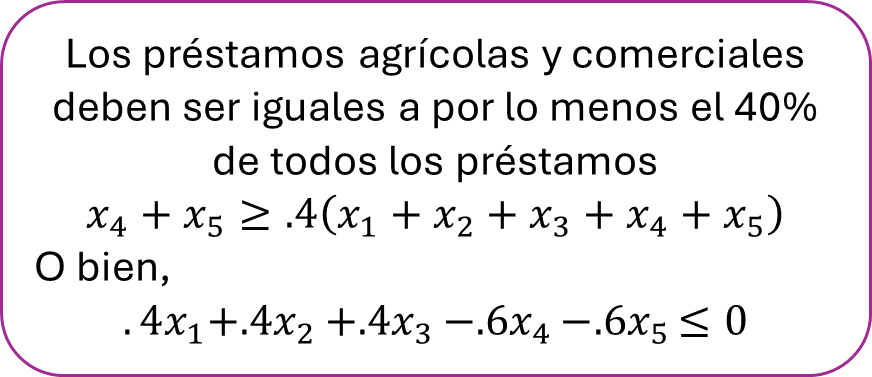 Los préstamos agrícolas y comerciales
deben ser iguales a por lo menos el 40%
de todos los préstamos
x₄ + x₅ ≥ .4(x₁ + x₂ + x₃ + x₄ + x₅)
O bien,
.4x₁+.4x₂ +.4x₃ −.6x₄ −.6x₅ ≤ 0